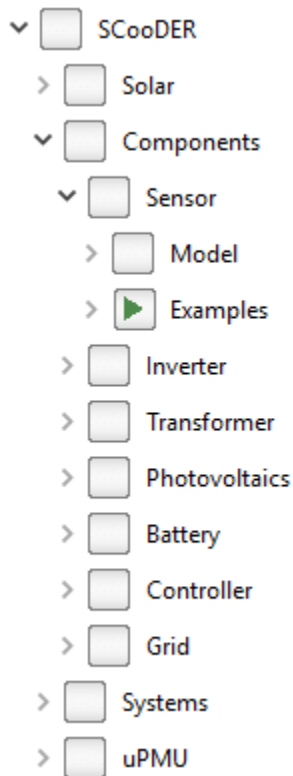 SCooDER
Solar
Components
Sensor
Model
Examples
Inverter
Transformer
Photovoltaics
Battery
Controller
Grid
Systems
uPMU